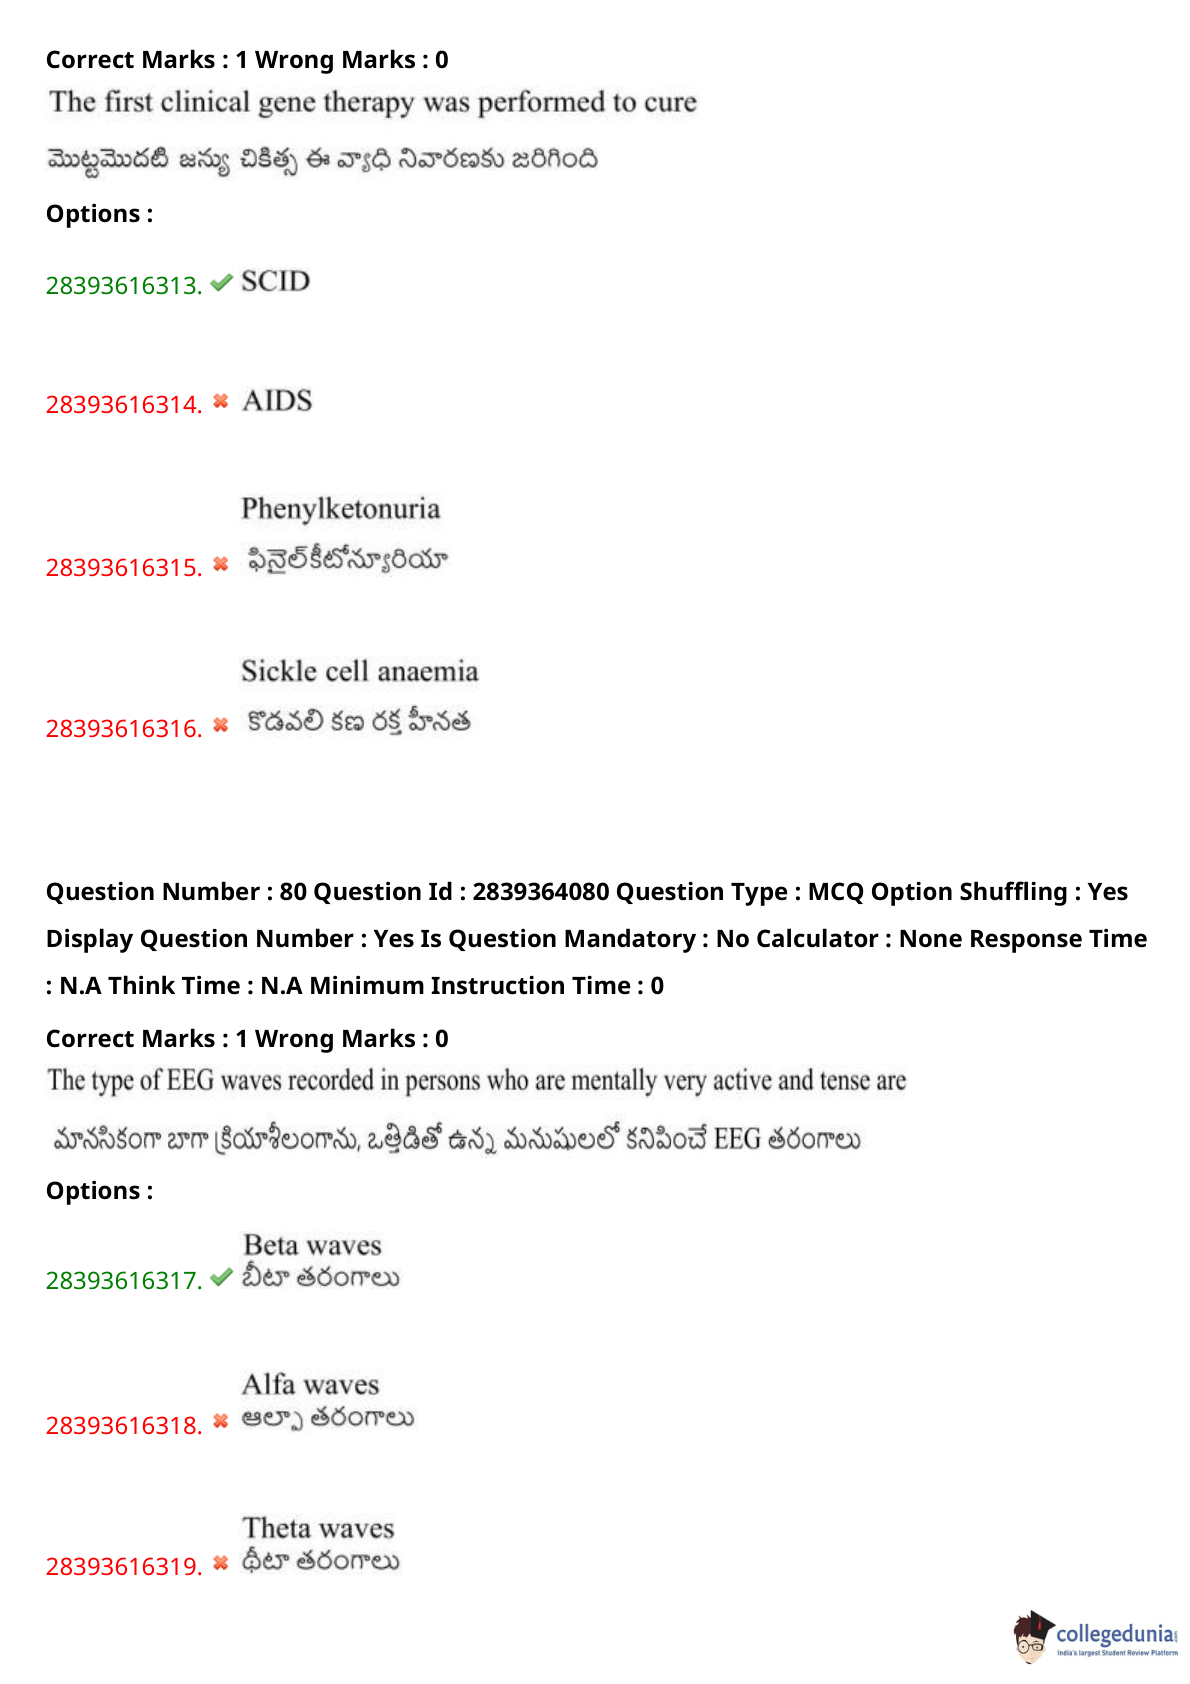 Correct Marks : 1 Wrong Marks : 0
The first clinical gene therapy was performed to cure
మొట్టమొదటి జన్యు చికిత్స ఈ వ్యాధి నివారణకు జరిగింది
Options :
28393616313. SCID
28393616314. AIDS
Phenylketonuria
28393616315. ఫినైల్‌కీటోన్యూరియా
Sickle cell anaemia
28393616316. కొడవలి కణ రక్త హీనత
Question Number : 80 Question Id : 2839364080 Question Type : MCQ Option Shuffling : Yes
Display Question Number : Yes Is Question Mandatory : No Calculator : None Response Time
: N.A Think Time : N.A Minimum Instruction Time : 0
Correct Marks : 1 Wrong Marks : 0
The type of EEG waves recorded in persons who are mentally very active and tense are
మానసికంగా బాగా క్రియాశీలంగాను, ఒత్తిడితో ఉన్న మనుషులలో కనిపించే EEG తరంగాలు
Options :
Beta waves
28393616317. బీటా తరంగాలు
Alfa waves
28393616318. ఆల్ఫా తరంగాలు
Theta waves
28393616319. థీటా తరంగాలు
collegedunia
India's largest Student Review Platform